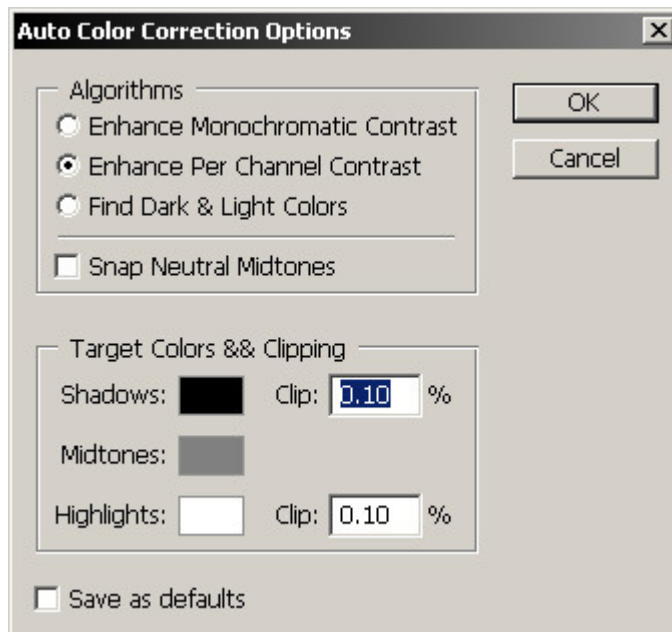 Auto Color Correction Options
Algorithms
Enhance Monochromatic Contrast
Enhance Per Channel Contrast
Find Dark & Light Colors
Snap Neutral Midtones
OK
Cancel
Target Colors && Clipping
Shadows: Clip: 0.10 %
Midtones:
Highlights: Clip: 0.10 %
Save as defaults